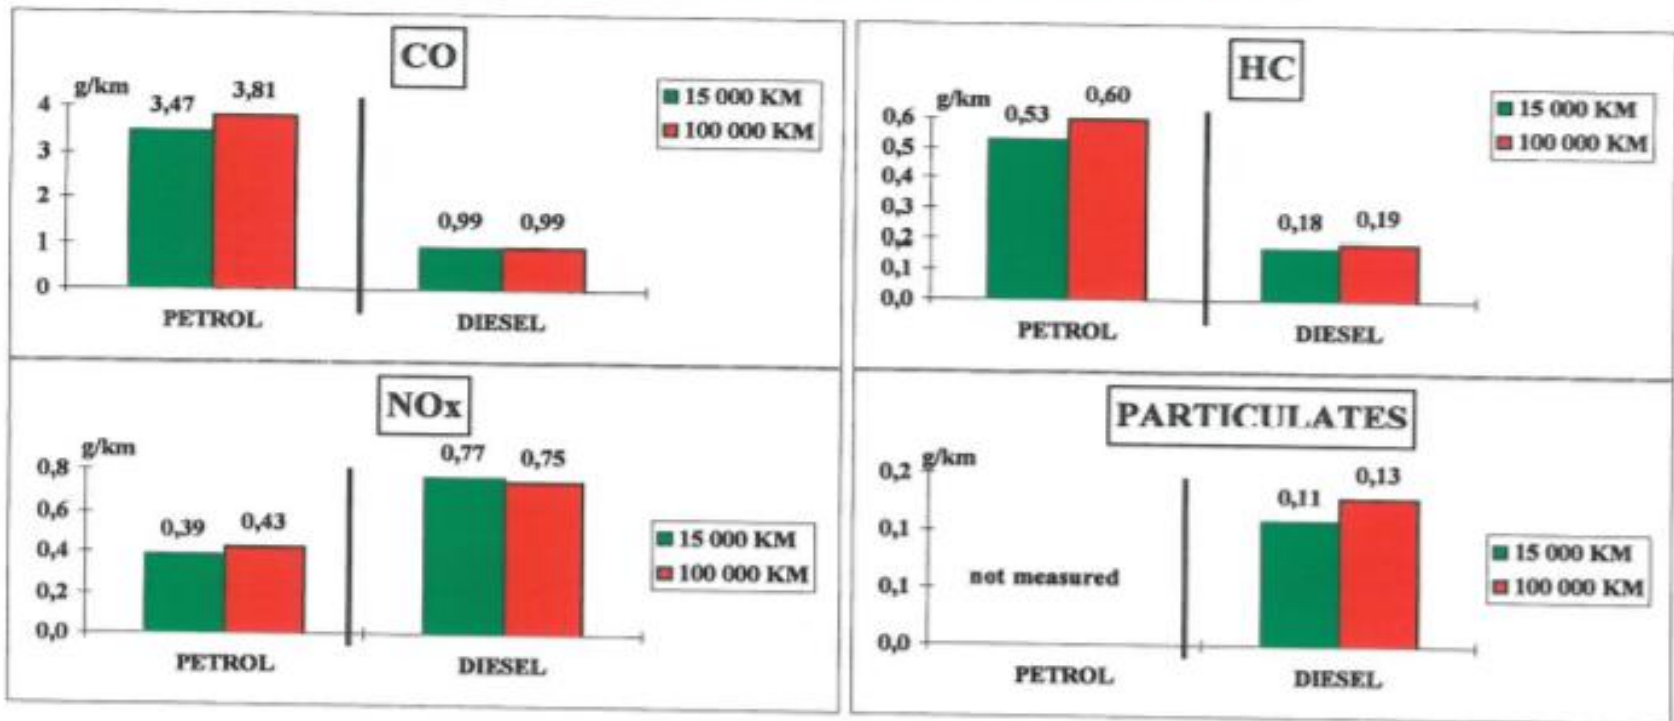 CO
g/km
4
3
2
1
0
3,47
3,81
0,99
0,99
PETROL
DIESEL
15 000 KM
100 000 KM
HC
g/km
0,6
0,5
0,4
0,3
0,2
0,1
0,0
0,53
0,60
0,18
0,19
PETROL
DIESEL
15 000 KM
100 000 KM
NOx
g/km
0,8
0,6
0,4
0,2
0,0
0,39
0,43
0,77
0,75
PETROL
DIESEL
15 000 KM
100 000 KM
PARTICULATES
g/km
0,2
0,1
0,1
0,0
not measured
0,11
0,13
PETROL
DIESEL
15 000 KM
100 000 KM